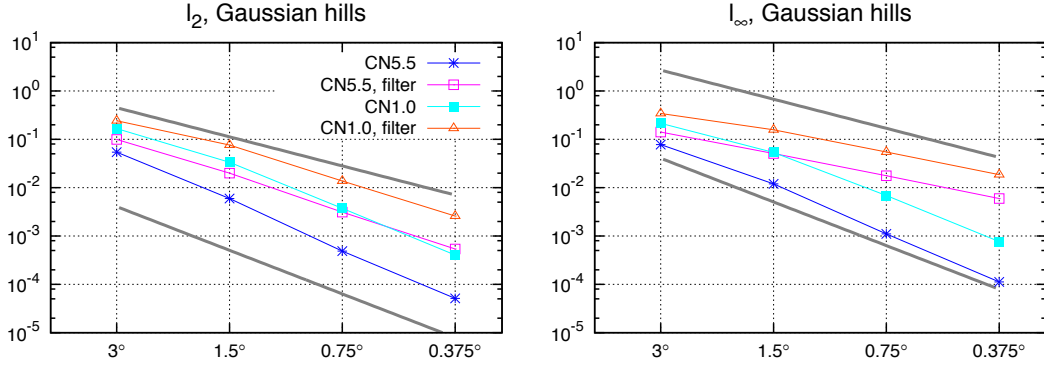 l₂, Gaussian hills
10¹
10⁰
10⁻¹
10⁻²
10⁻³
10⁻⁴
10⁻⁵
CN5.5
CN5.5, filter
CN1.0
CN1.0, filter
3° 1.5° 0.75° 0.375°
l∞, Gaussian hills
10¹
10⁰
10⁻¹
10⁻²
10⁻³
10⁻⁴
10⁻⁵
3° 1.5° 0.75° 0.375°